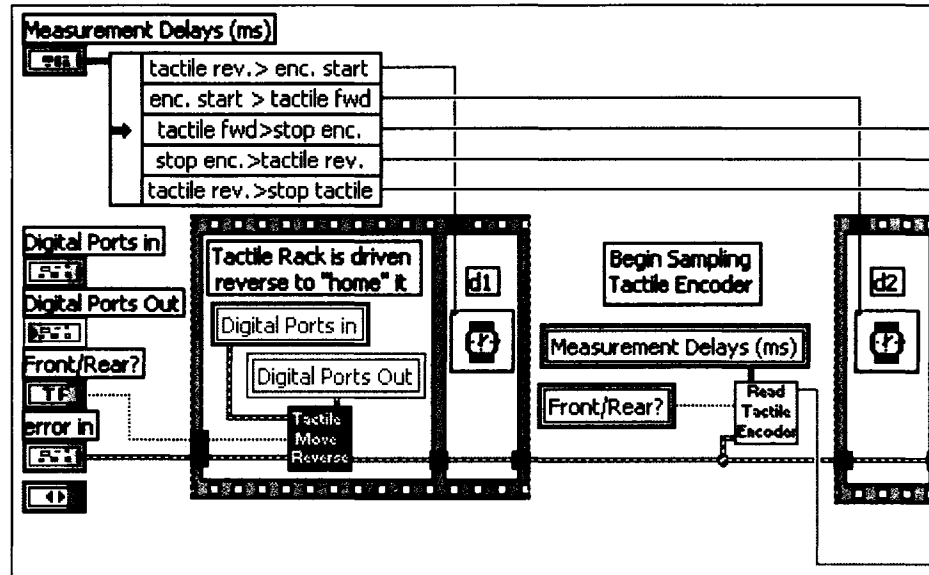 Measurement Delays (ms)
tactile rev.> enc. start
enc. start > tactile fwd
tactile fwd>stop enc.
stop enc.>tactile rev.
tactile rev.>stop tactile
Digital Ports in
Digital Ports Out
Front/Rear?
TF
error in
Tactile Rack is driven
reverse to "home" it
Digital Ports in
Digital Ports Out
Tactile
Move
Reverse
d1
Begin Sampling
Tactile Encoder
Measurement Delays (ms)
Front/Rear?
Read
Tactile
Encoder
d2